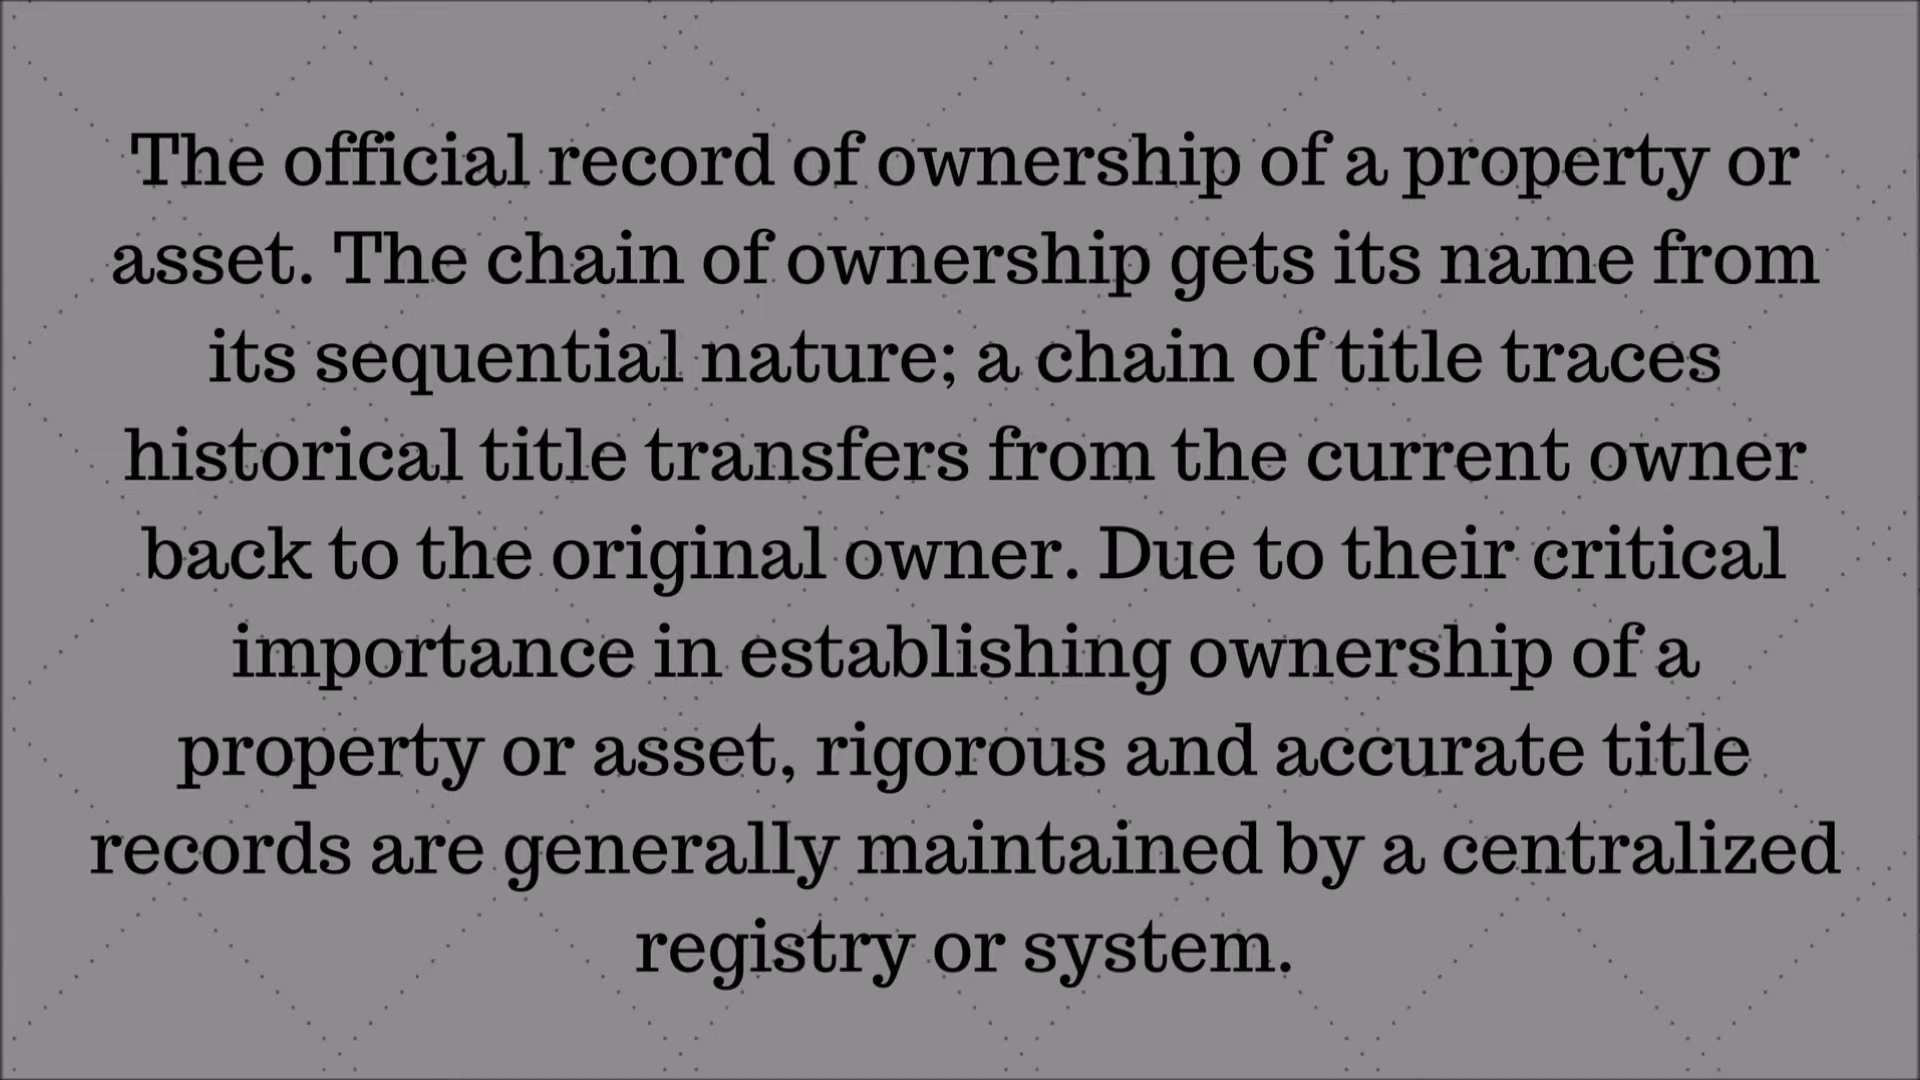 The official record of ownership of a property or
asset. The chain of ownership gets its name from
its sequential nature; a chain of title traces
historical title transfers from the current owner
back to the original owner. Due to their critical
importance in establishing ownership of a
property or asset, rigorous and accurate title
records are generally maintained by a centralized
registry or system.